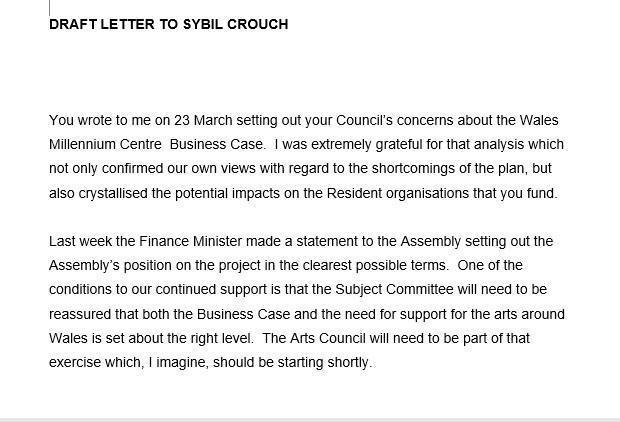 DRAFT LETTER TO SYBIL CROUCH
You wrote to me on 23 March setting out your Council's concerns about the Wales
Millennium Centre  Business Case.  I was extremely grateful for that analysis which
not only confirmed our own views with regard to the shortcomings of the plan, but
also crystallised the potential impacts on the Resident organisations that you fund.
Last week the Finance Minister made a statement to the Assembly setting out the
Assembly's position on the project in the clearest possible terms.  One of the
conditions to our continued support is that the Subject Committee will need to be
reassured that both the Business Case and the need for support for the arts around
Wales is set about the right level.  The Arts Council will need to be part of that
exercise which, I imagine, should be starting shortly.